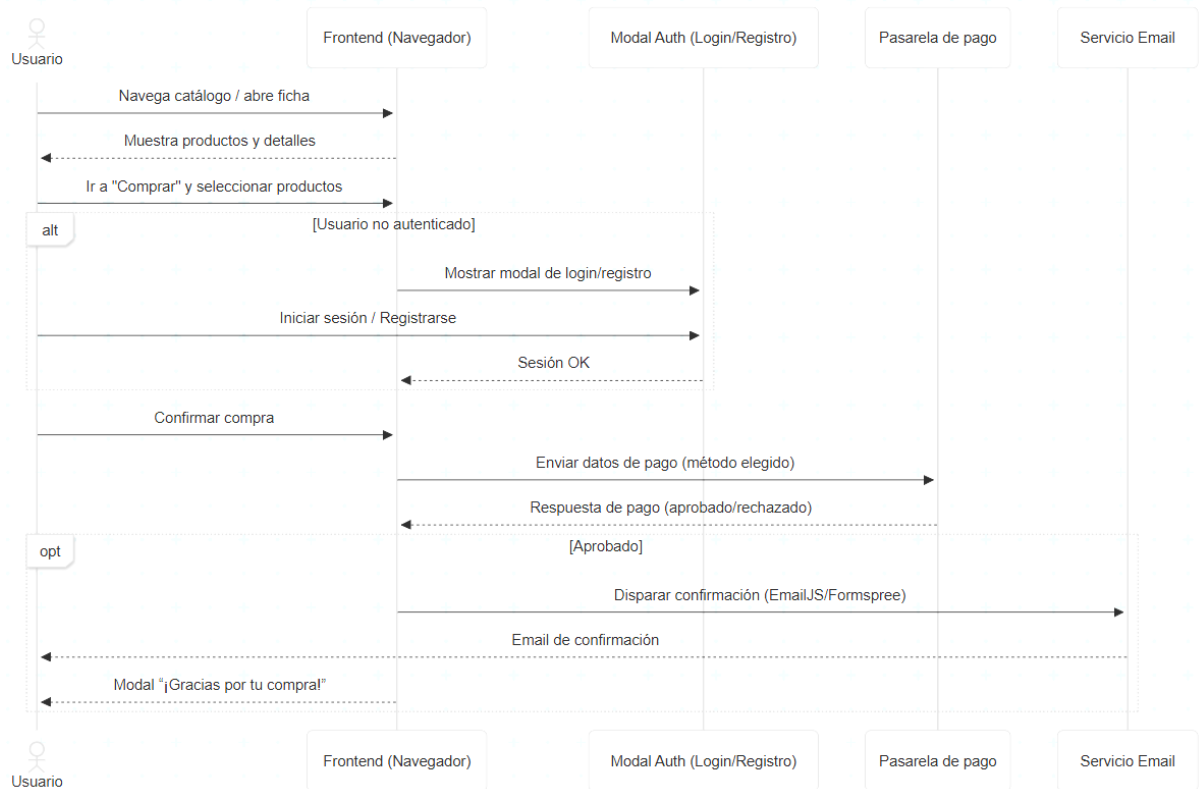 Usuario
Frontend (Navegador)
Modal Auth (Login/Registro)
Pasarela de pago
Servicio Email
Navega catálogo / abre ficha
Muestra productos y detalles
Ir a "Comprar" y seleccionar productos
alt
[Usuario no autenticado]
Mostrar modal de login/registro
Iniciar sesión / Registrarse
Sesión OK
Confirmar compra
Enviar datos de pago (método elegido)
Respuesta de pago (aprobado/rechazado)
opt
[Aprobado]
Disparar confirmación (EmailJS/Formspree)
Email de confirmación
Modal “¡Gracias por tu compra!”
Usuario
Frontend (Navegador)
Modal Auth (Login/Registro)
Pasarela de pago
Servicio Email